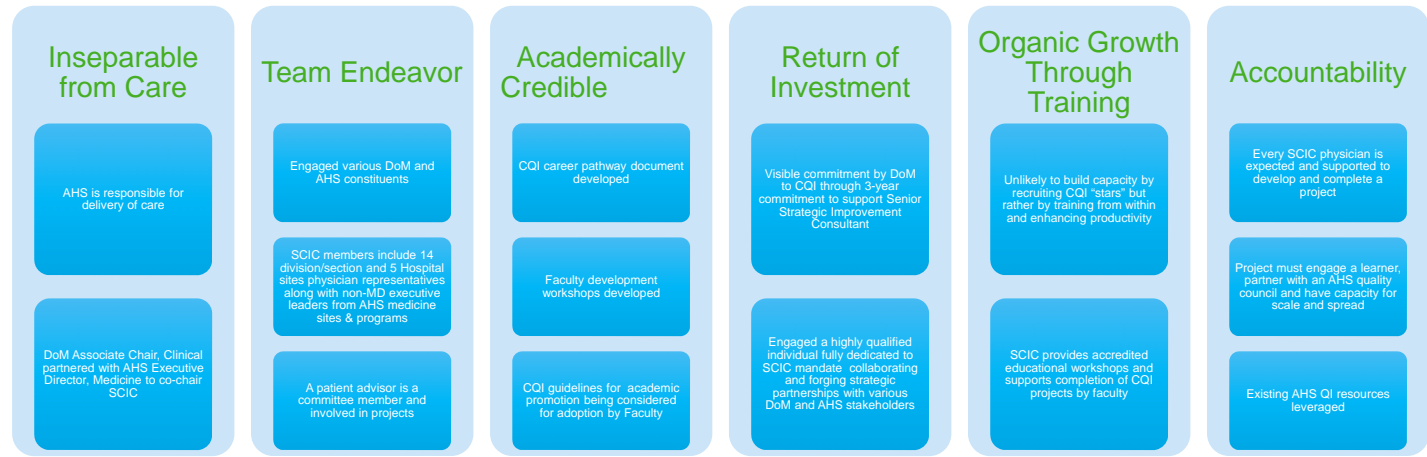 Inseparable
from Care
AHS is responsible for
delivery of care
DoM Associate Chair, Clinical
partnered with AHS Executive
Director, Medicine to co-chair
SCIC
Team Endeavor
Engaged various DoM and
AHS constituents
SCIC members include 14
division/section and 5 Hospital
sites physician representatives
along with non-MD executive
leaders from AHS medicine
sites & programs
A patient advisor is a
committee member and
involved in projects
Academically
Credible
CQI career pathway document
developed
Faculty development
workshops developed
CQI guidelines for academic
promotion being considered
for adoption by Faculty
Return of
Investment
Visible commitment by DoM
to CQI through 3-year
commitment to support Senior
Strategic Improvement
Consultant
Engaged a highly qualified
individual fully dedicated to
SCIC mandate collaborating
and forging strategic
partnerships with various
DoM and AHS stakeholders
Organic Growth
Through
Training
Unlikely to build capacity by
recruiting CQI “stars” but
rather by training from within
and enhancing productivity
SCIC provides accredited
educational workshops and
supports completion of CQI
projects by faculty
Accountability
Every SCIC physician is
expected and supported to
develop and complete a
project
Project must engage a learner,
partner with an AHS quality
council and have capacity for
scale and spread
Existing AHS QI resources
leveraged